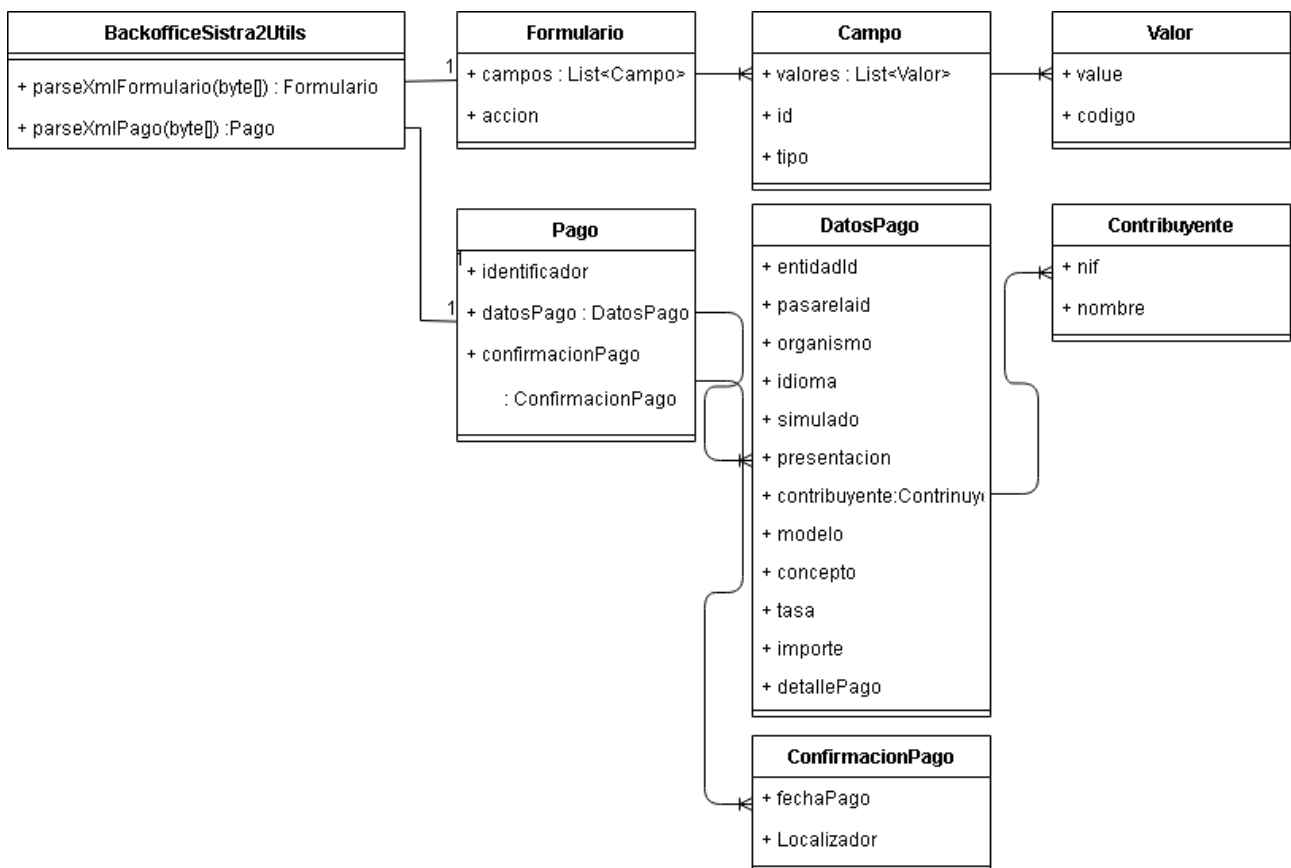 BackofficeSistra2Utils
+ parseXmlFormulario(byte[]) : Formulario
+ parseXmlPago(byte[]) :Pago
1
Formulario
+ campos : List<Campo>
+ accion
Campo
+ valores : List<Valor>
+ id
+ tipo
Valor
+ value
+ codigo
1
Pago
1
+ identificador
+ datosPago : DatosPago
+ confirmacionPago
: ConfirmacionPago
DatosPago
+ entidadId
+ pasarelaid
+ organismo
+ idioma
+ simulado
+ presentacion
+ contribuyente:Contrinuy
+ modelo
+ concepto
+ tasa
+ importe
+ detallePago
Contribuyente
+ nif
+ nombre
ConfirmacionPago
+ fechaPago
+ Localizador